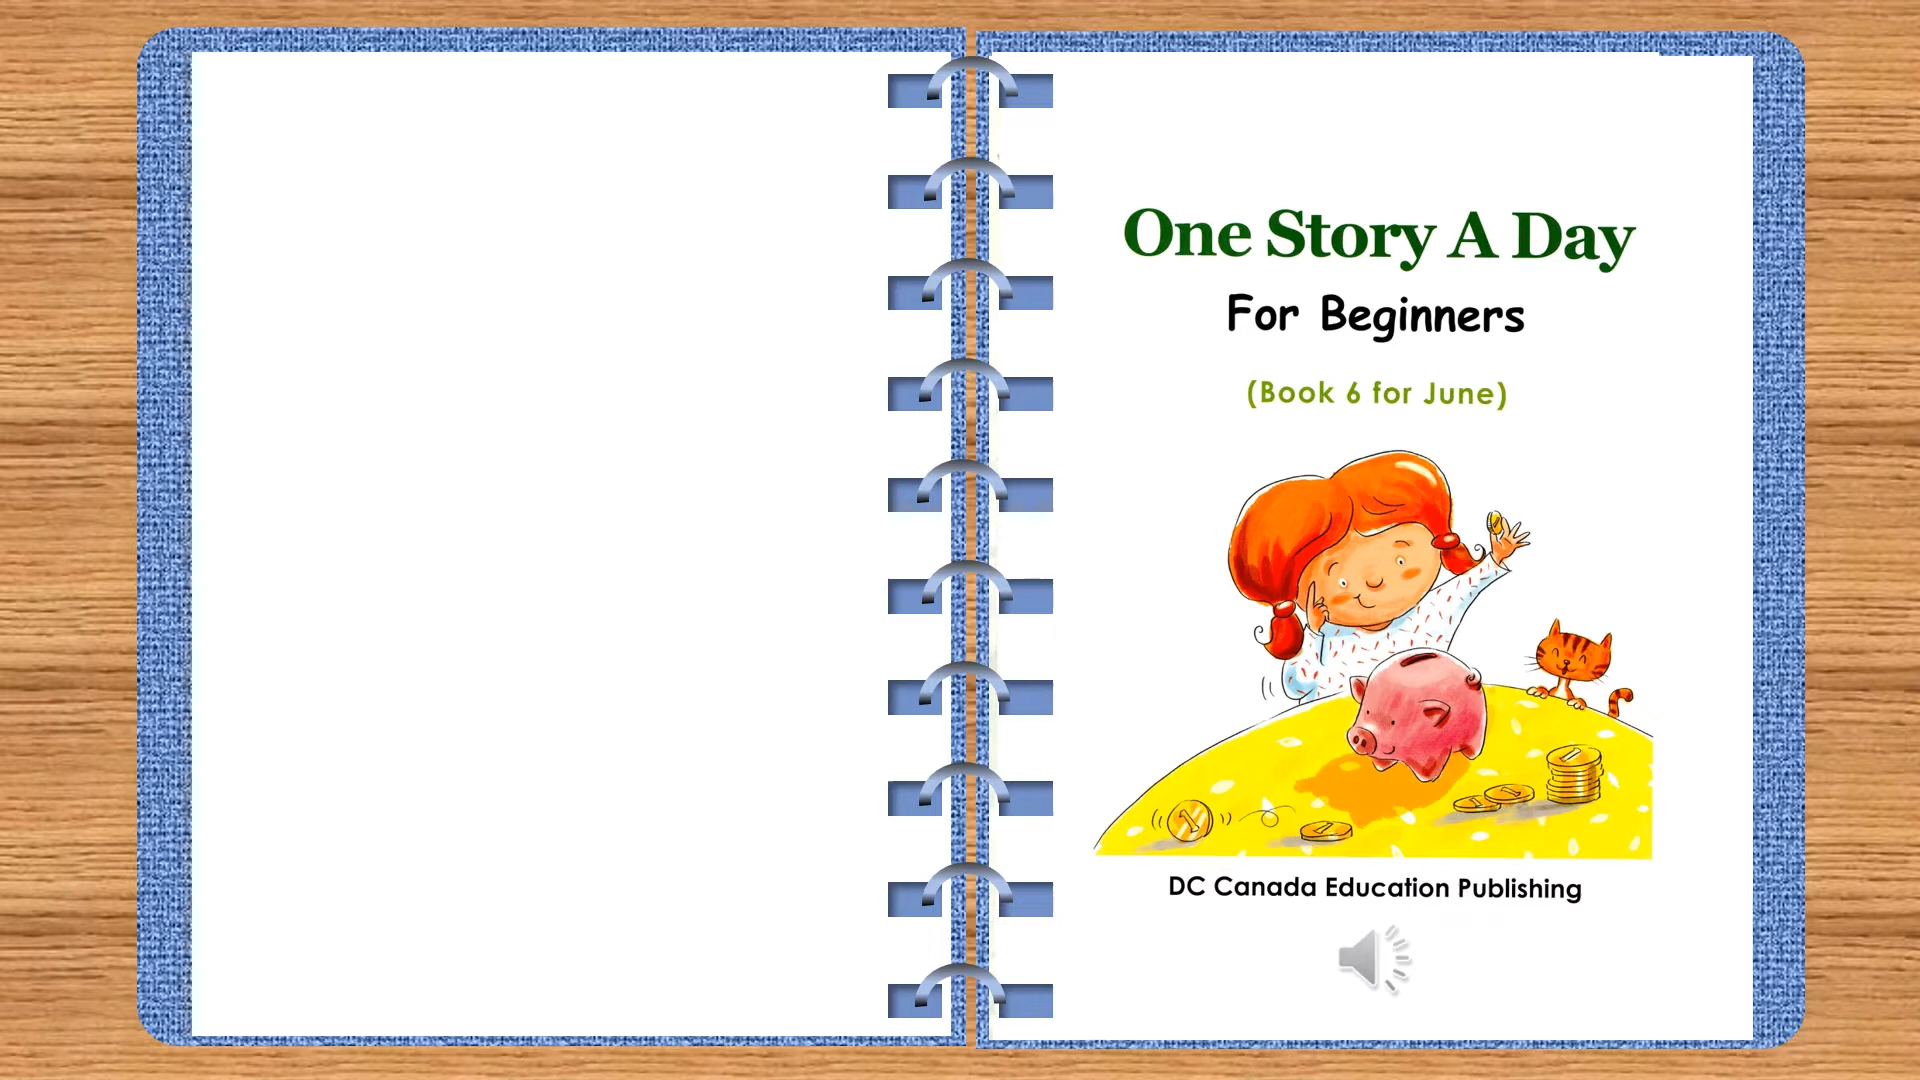 One Story A Day
For Beginners
(Book 6 for June)
DC Canada Education Publishing